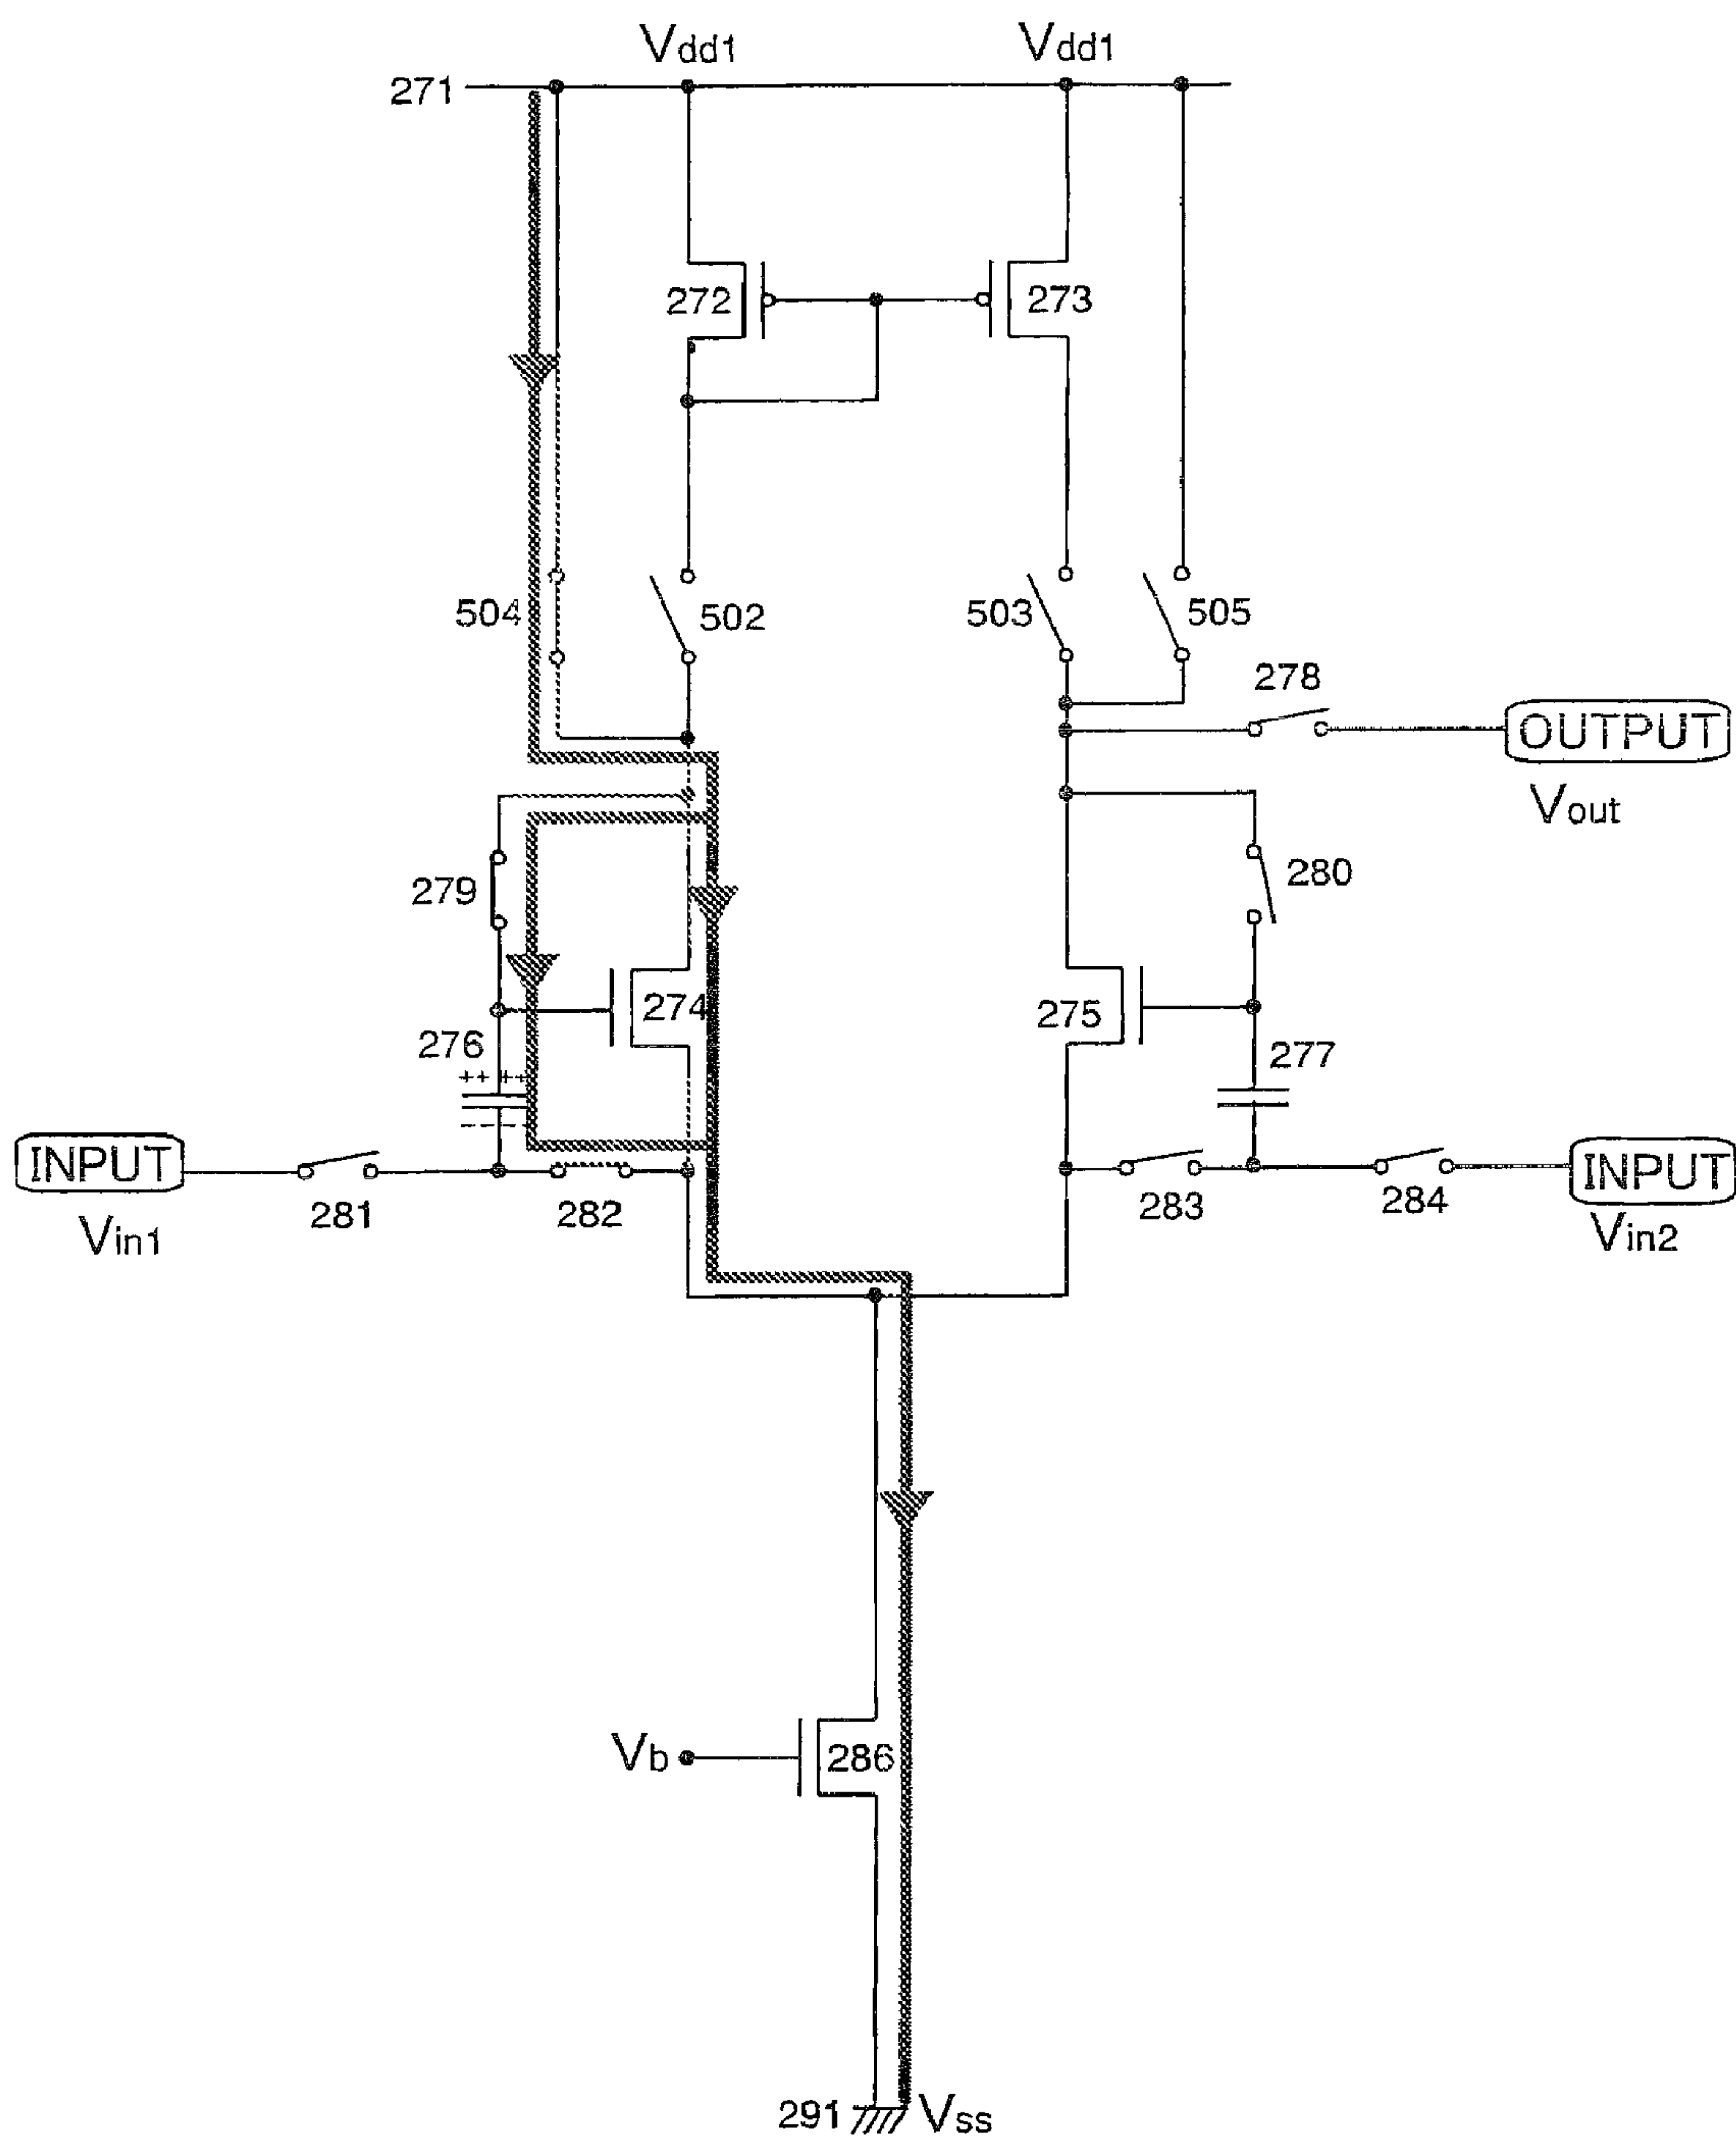 Vdd1 Vdd1
271
272 273
504 502 503 505
278
OUTPUT
Vout
279 280
274 275
276 277
INPUT INPUT
281 282 283 284
Vin1 Vin2
Vb 286
291 Vss